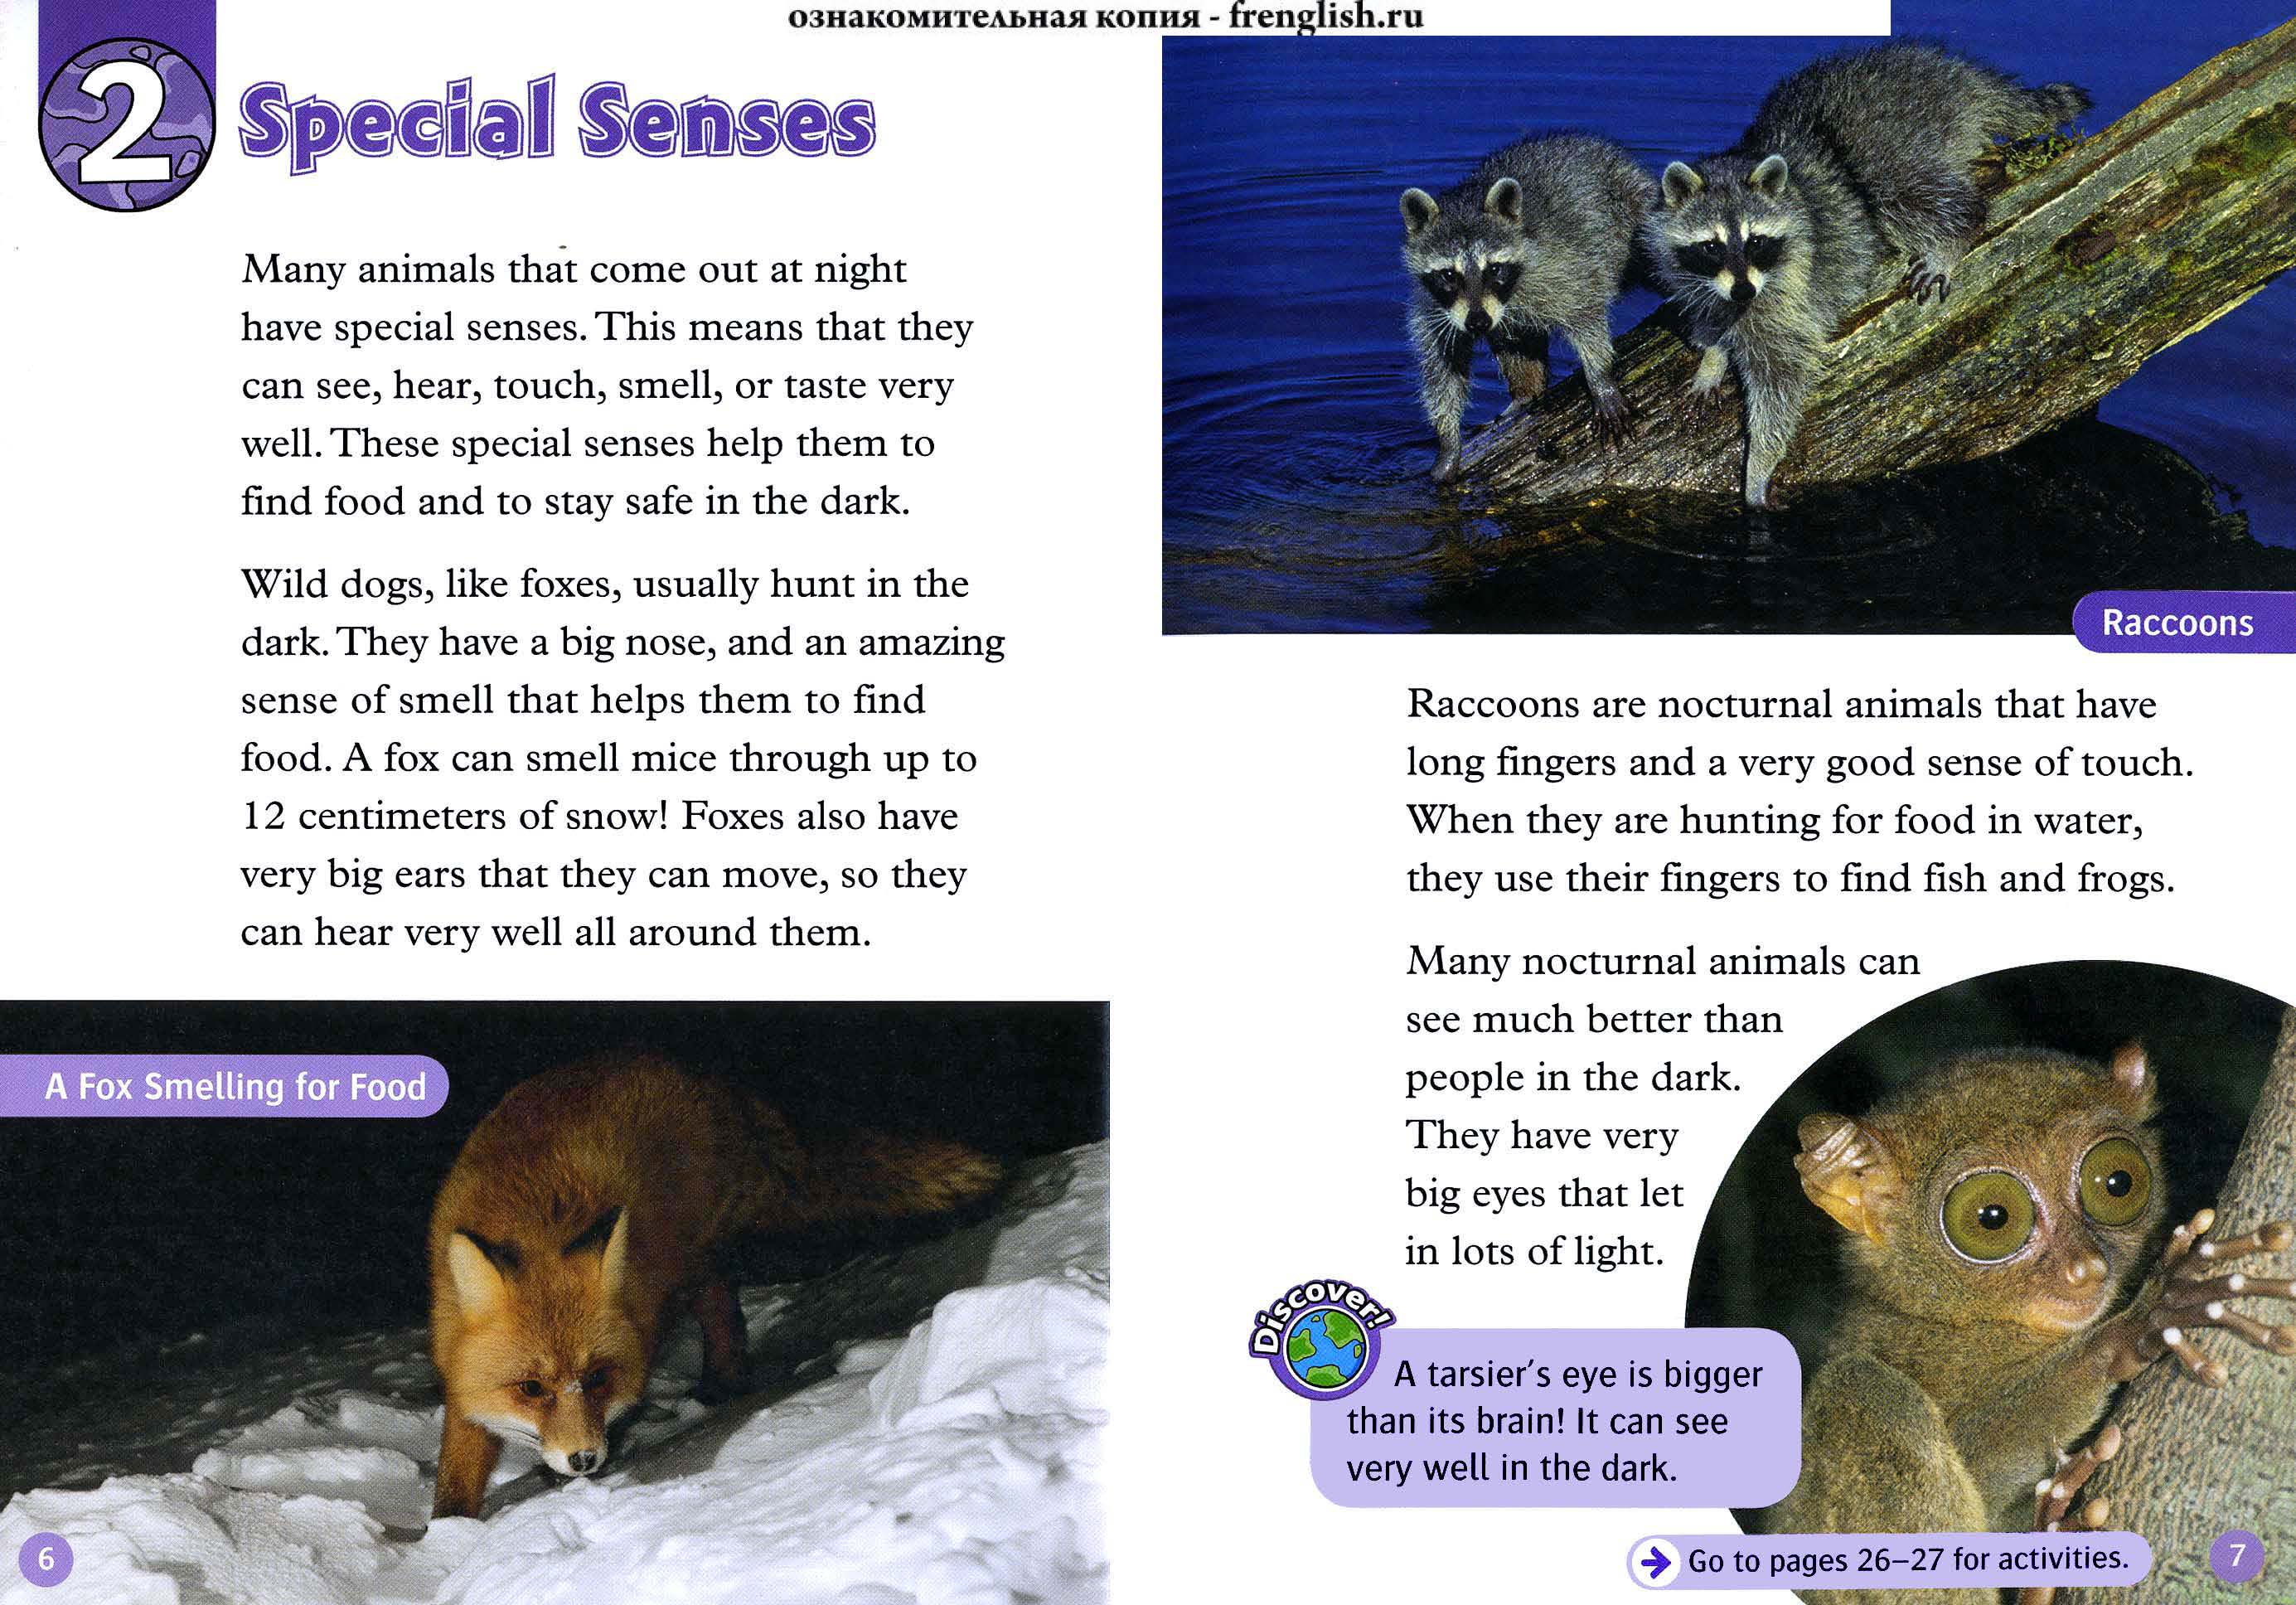 ознакомительная копия - frenglish.ru
2
Special Senses
Many animals that come out at night
have special senses. This means that they
can see, hear, touch, smell, or taste very
well. These special senses help them to
find food and to stay safe in the dark.
Wild dogs, like foxes, usually hunt in the
dark. They have a big nose, and an amazing
sense of smell that helps them to find
food. A fox can smell mice through up to
12 centimeters of snow! Foxes also have
very big ears that they can move, so they
can hear very well all around them.
A Fox Smelling for Food
6
Raccoons
Raccoons are nocturnal animals that have
long fingers and a very good sense of touch.
When they are hunting for food in water,
they use their fingers to find fish and frogs.
Many nocturnal animals can
see much better than
people in the dark.
They have very
big eyes that let
in lots of light.
Discover!
A tarsier's eye is bigger
than its brain! It can see
very well in the dark.
Go to pages 26–27 for activities.
7